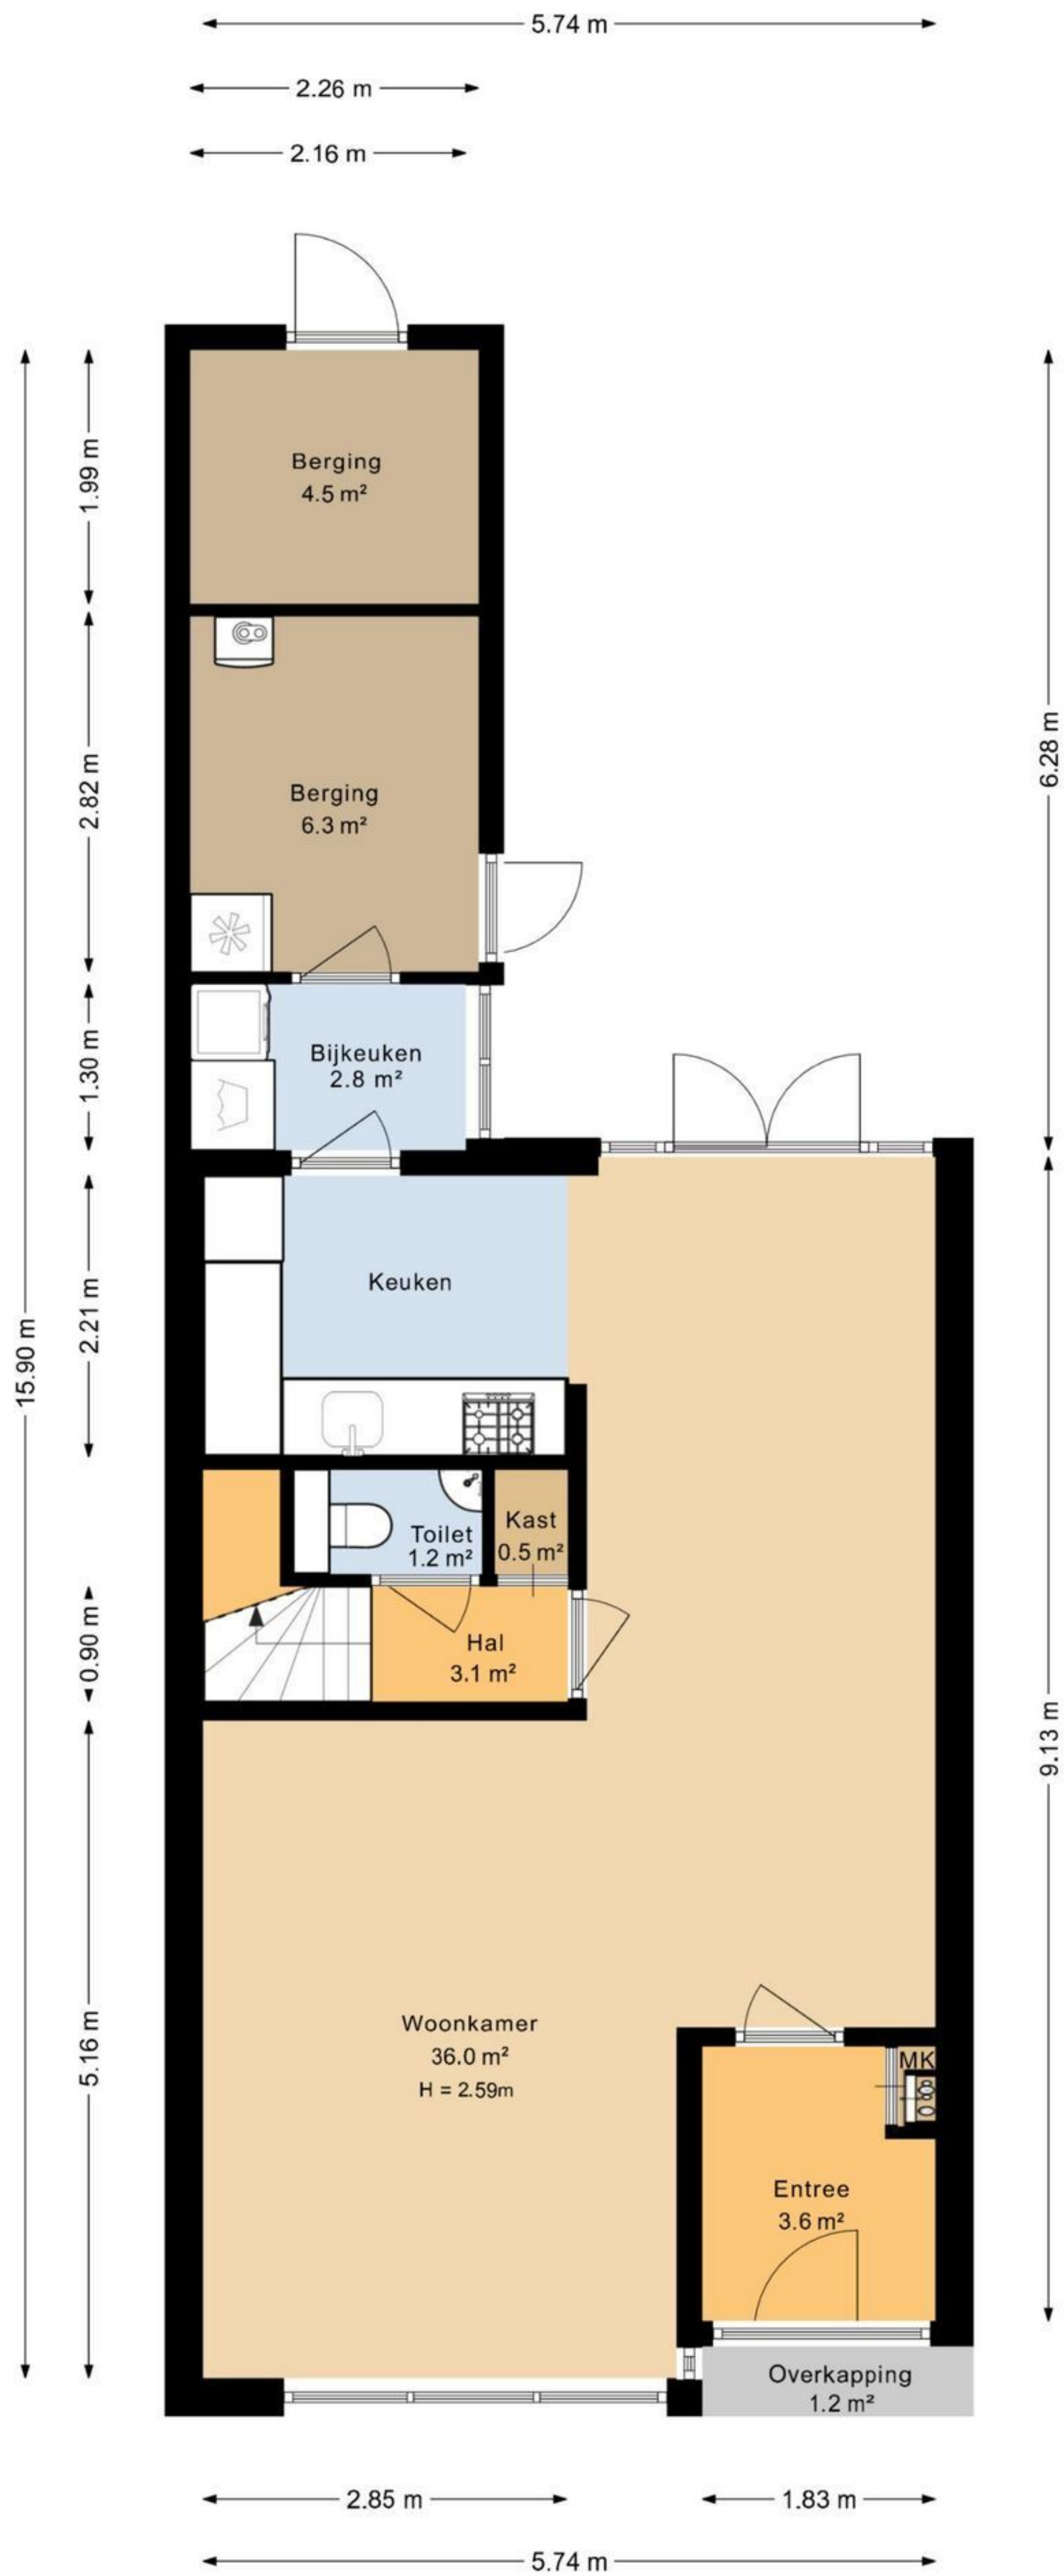 5.74 m
2.26 m
2.16 m
Berging
4.5 m²
1.99 m
6.28 m
Berging
6.3 m²
2.82 m
Bijkeuken
2.8 m²
1.30 m
Keuken
2.21 m
15.90 m
Toilet
1.2 m²
Kast
0.5 m²
Hal
3.1 m²
0.90 m
9.13 m
Woonkamer
36.0 m²
H = 2.59m
5.16 m
MK
Entree
3.6 m²
Overkapping
1.2 m²
2.85 m
1.83 m
5.74 m